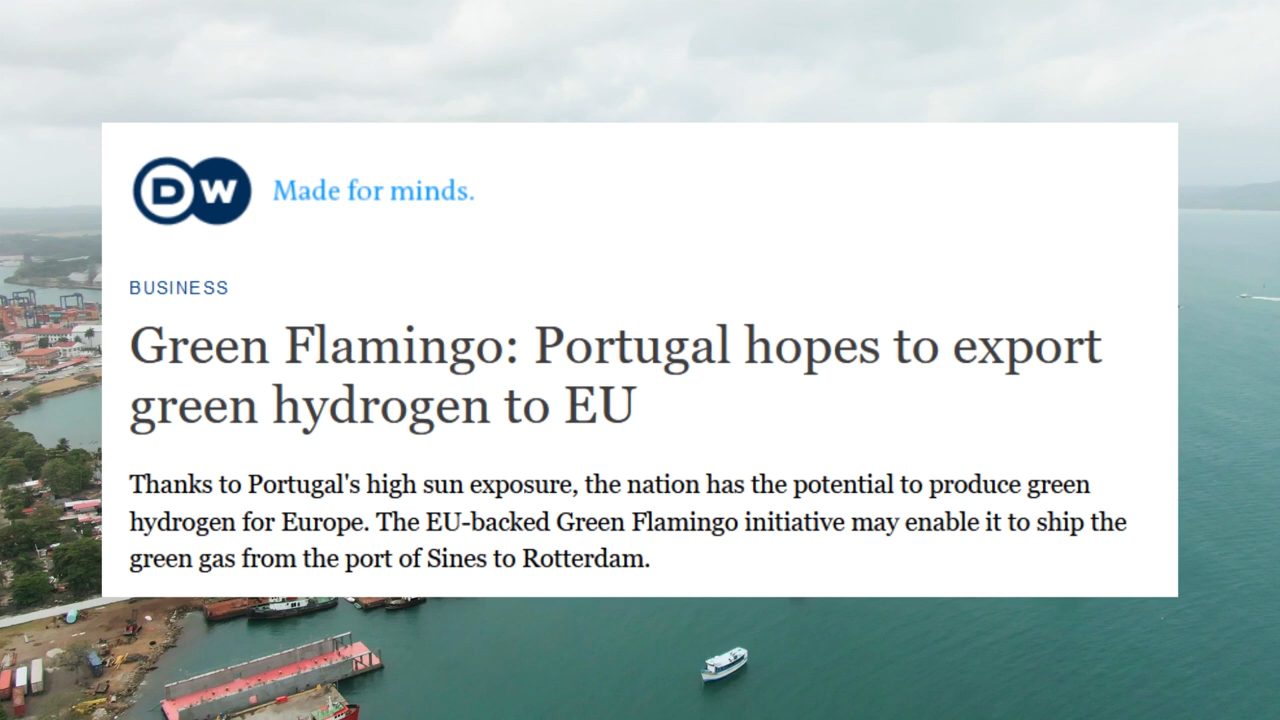 DW Made for minds.
BUSINESS
Green Flamingo: Portugal hopes to export
green hydrogen to EU
Thanks to Portugal's high sun exposure, the nation has the potential to produce green
hydrogen for Europe. The EU-backed Green Flamingo initiative may enable it to ship the
green gas from the port of Sines to Rotterdam.